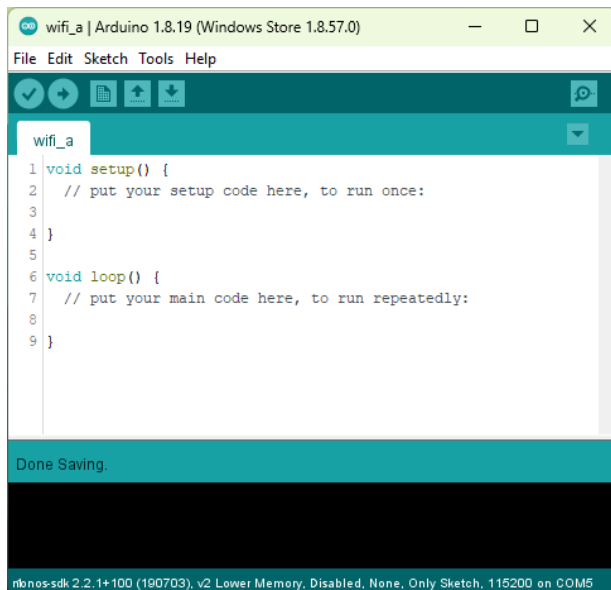 wifi_a | Arduino 1.8.19 (Windows Store 1.8.57.0)
File Edit Sketch Tools Help
wifi_a
1 void setup() {
2 // put your setup code here, to run once:
3
4 }
5
6 void loop() {
7 // put your main code here, to run repeatedly:
8
9 }
Done Saving.
nonos-sdk 2.2.1+100 (190703), v2 Lower Memory, Disabled, None, Only Sketch, 115200 on COM5